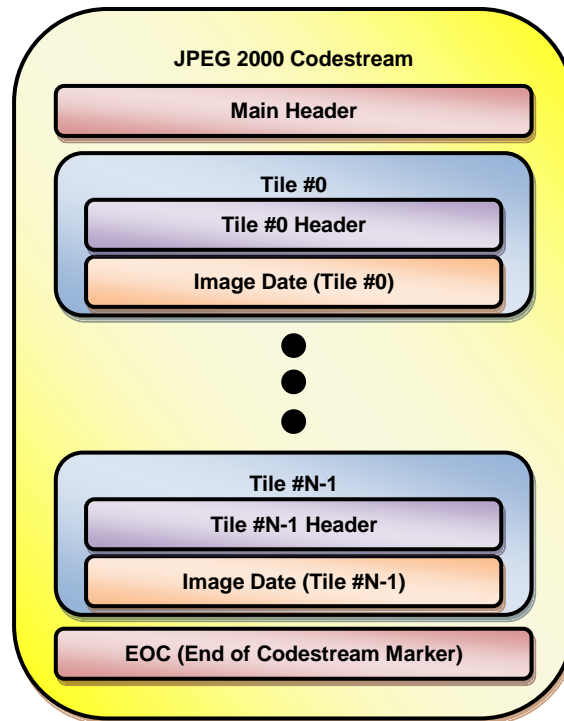 JPEG 2000 Codestream
Main Header
Tile #0
Tile #0 Header
Image Date (Tile #0)
Tile #N-1
Tile #N-1 Header
Image Date (Tile #N-1)
EOC (End of Codestream Marker)